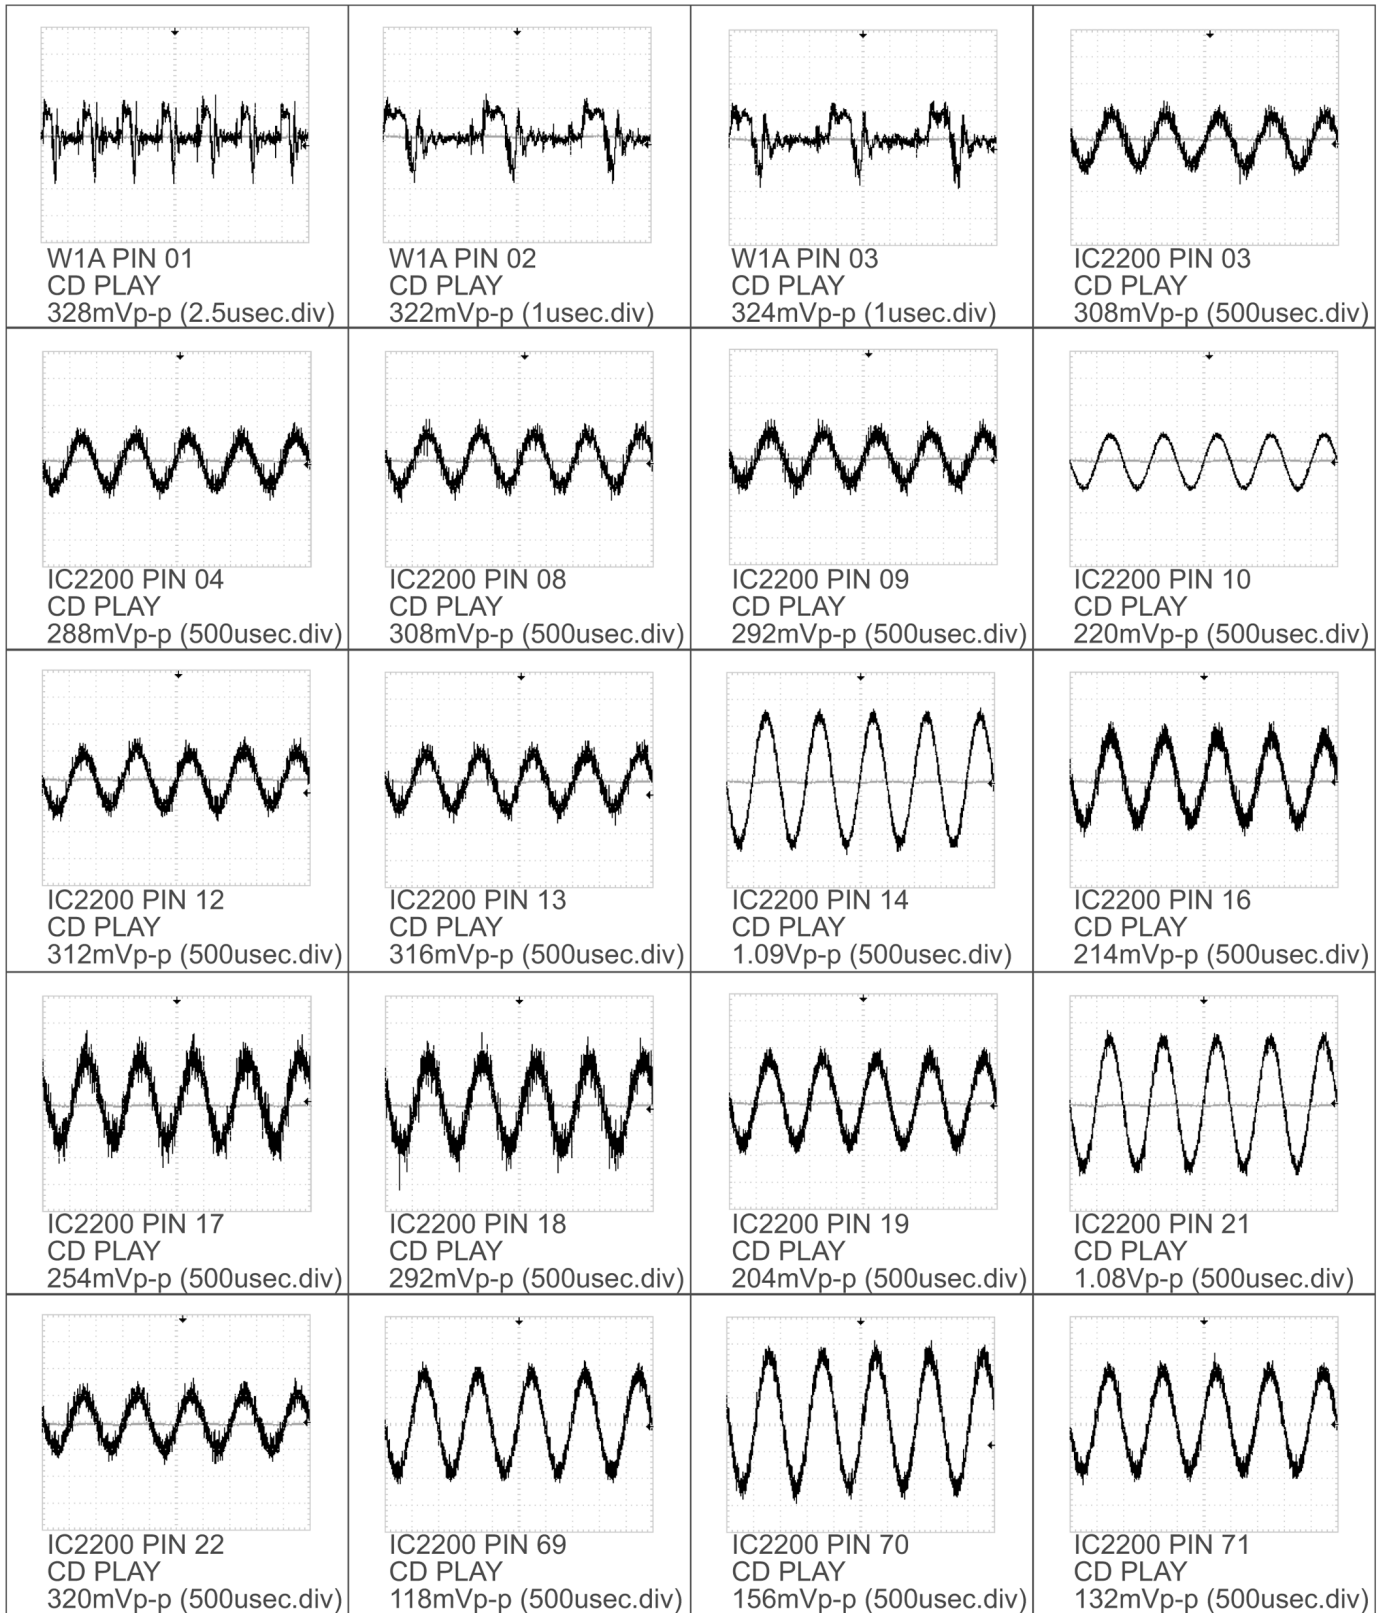 W1A PIN 01
CD PLAY
328mVp-p (2.5usec.div)
W1A PIN 02
CD PLAY
322mVp-p (1usec.div)
W1A PIN 03
CD PLAY
324mVp-p (1usec.div)
IC2200 PIN 03
CD PLAY
308mVp-p (500usec.div)
IC2200 PIN 04
CD PLAY
288mVp-p (500usec.div)
IC2200 PIN 08
CD PLAY
308mVp-p (500usec.div)
IC2200 PIN 09
CD PLAY
292mVp-p (500usec.div)
IC2200 PIN 10
CD PLAY
220mVp-p (500usec.div)
IC2200 PIN 12
CD PLAY
312mVp-p (500usec.div)
IC2200 PIN 13
CD PLAY
316mVp-p (500usec.div)
IC2200 PIN 14
CD PLAY
1.09Vp-p (500usec.div)
IC2200 PIN 16
CD PLAY
214mVp-p (500usec.div)
IC2200 PIN 17
CD PLAY
254mVp-p (500usec.div)
IC2200 PIN 18
CD PLAY
292mVp-p (500usec.div)
IC2200 PIN 19
CD PLAY
204mVp-p (500usec.div)
IC2200 PIN 21
CD PLAY
1.08Vp-p (500usec.div)
IC2200 PIN 22
CD PLAY
320mVp-p (500usec.div)
IC2200 PIN 69
CD PLAY
118mVp-p (500usec.div)
IC2200 PIN 70
CD PLAY
156mVp-p (500usec.div)
IC2200 PIN 71
CD PLAY
132mVp-p (500usec.div)